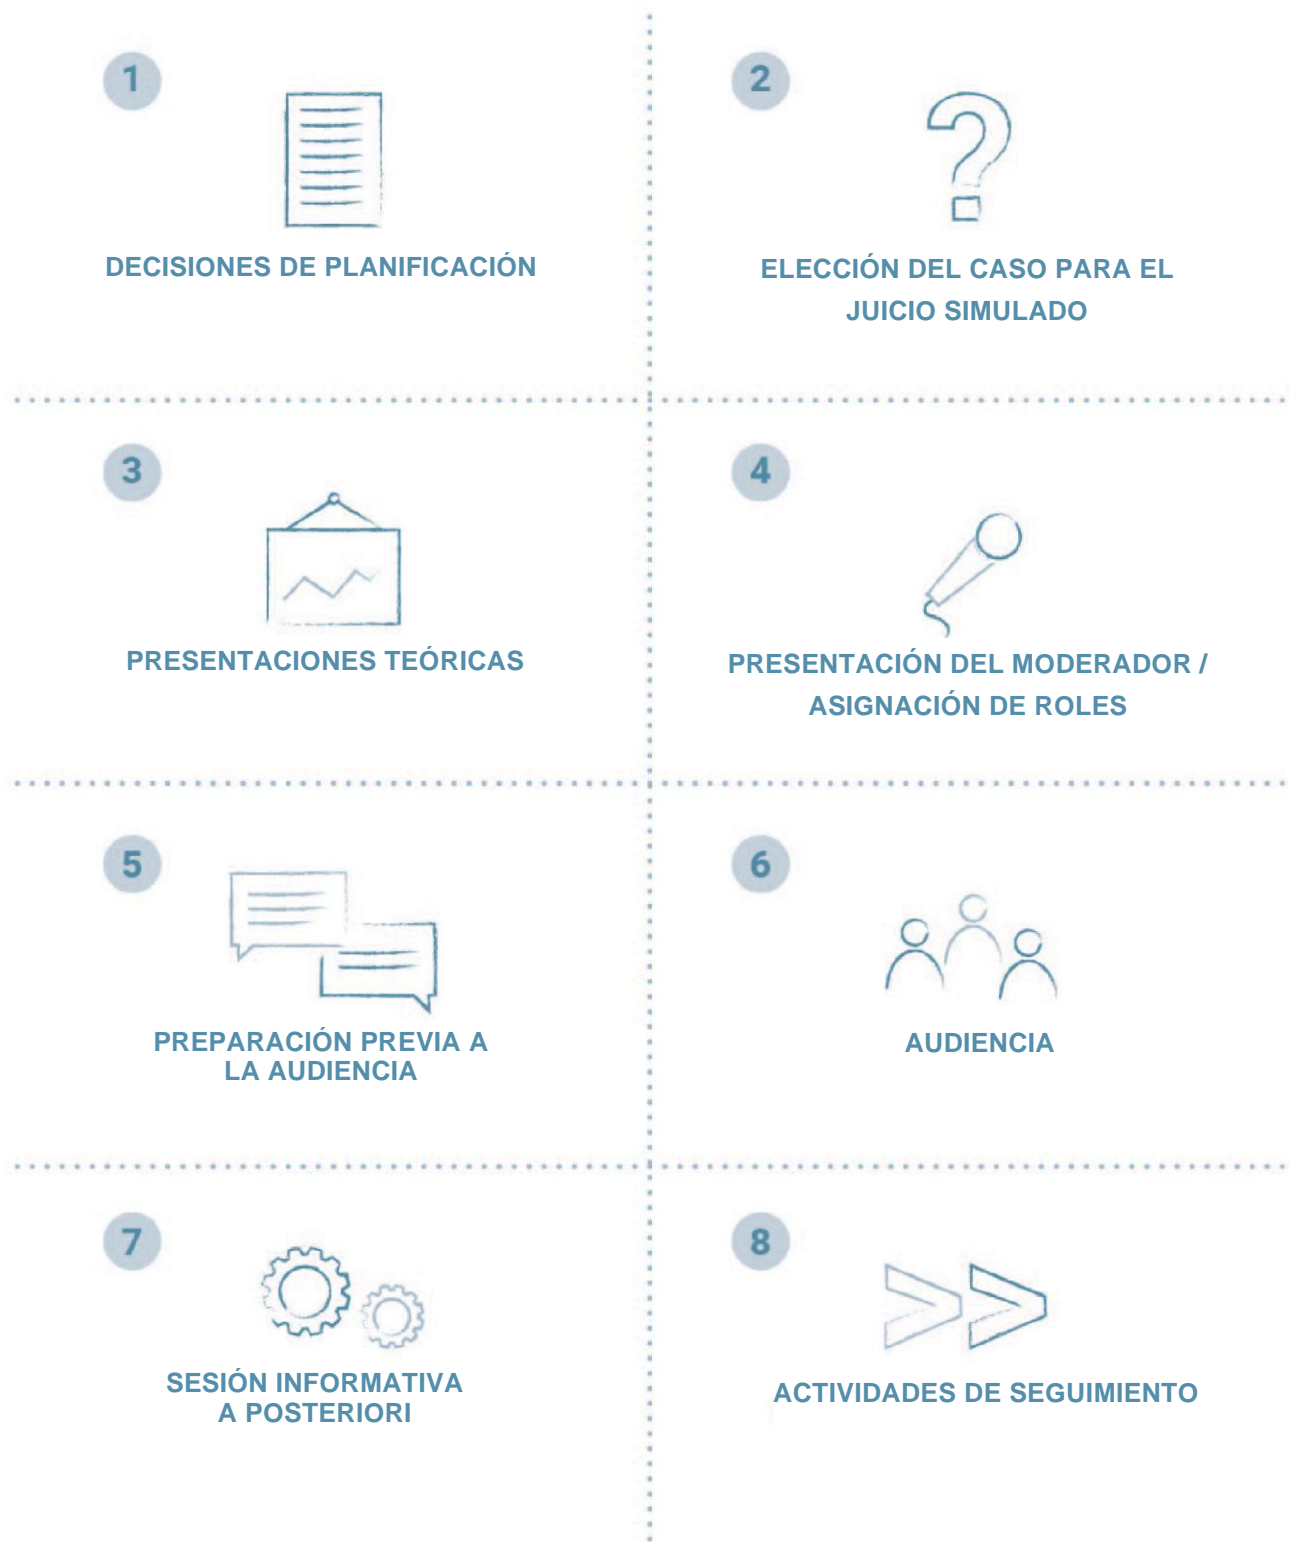 1
DECISIONES DE PLANIFICACIÓN
2
ELECCIÓN DEL CASO PARA EL
JUICIO SIMULADO
3
PRESENTACIONES TEÓRICAS
4
PRESENTACIÓN DEL MODERADOR /
ASIGNACIÓN DE ROLES
5
PREPARACIÓN PREVIA A
LA AUDIENCIA
6
AUDIENCIA
7
SESIÓN INFORMATIVA
A POSTERIORI
8
ACTIVIDADES DE SEGUIMIENTO